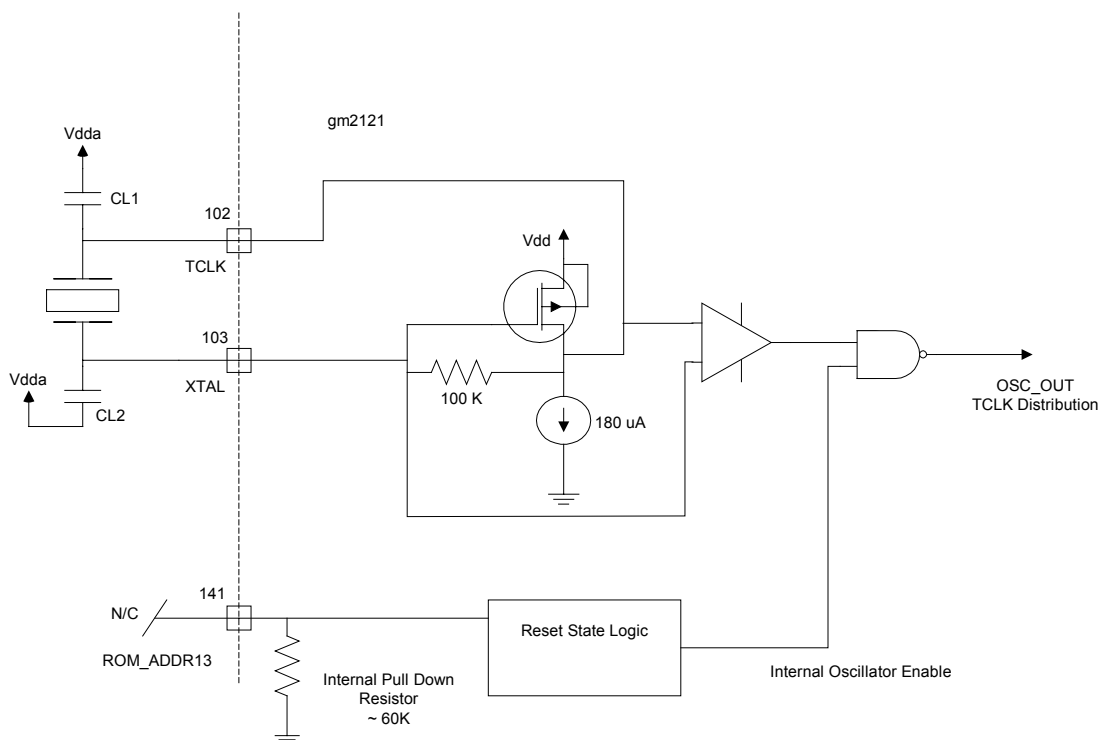 gm2121
Vdda
CL1
102
TCLK
Vdd
103
XTAL
Vdda
CL2
100 K
180 uA
OSC_OUT
TCLK Distribution
141
N/C
ROM_ADDR13
Reset State Logic
Internal Oscillator Enable
Internal Pull Down
Resistor
~ 60K